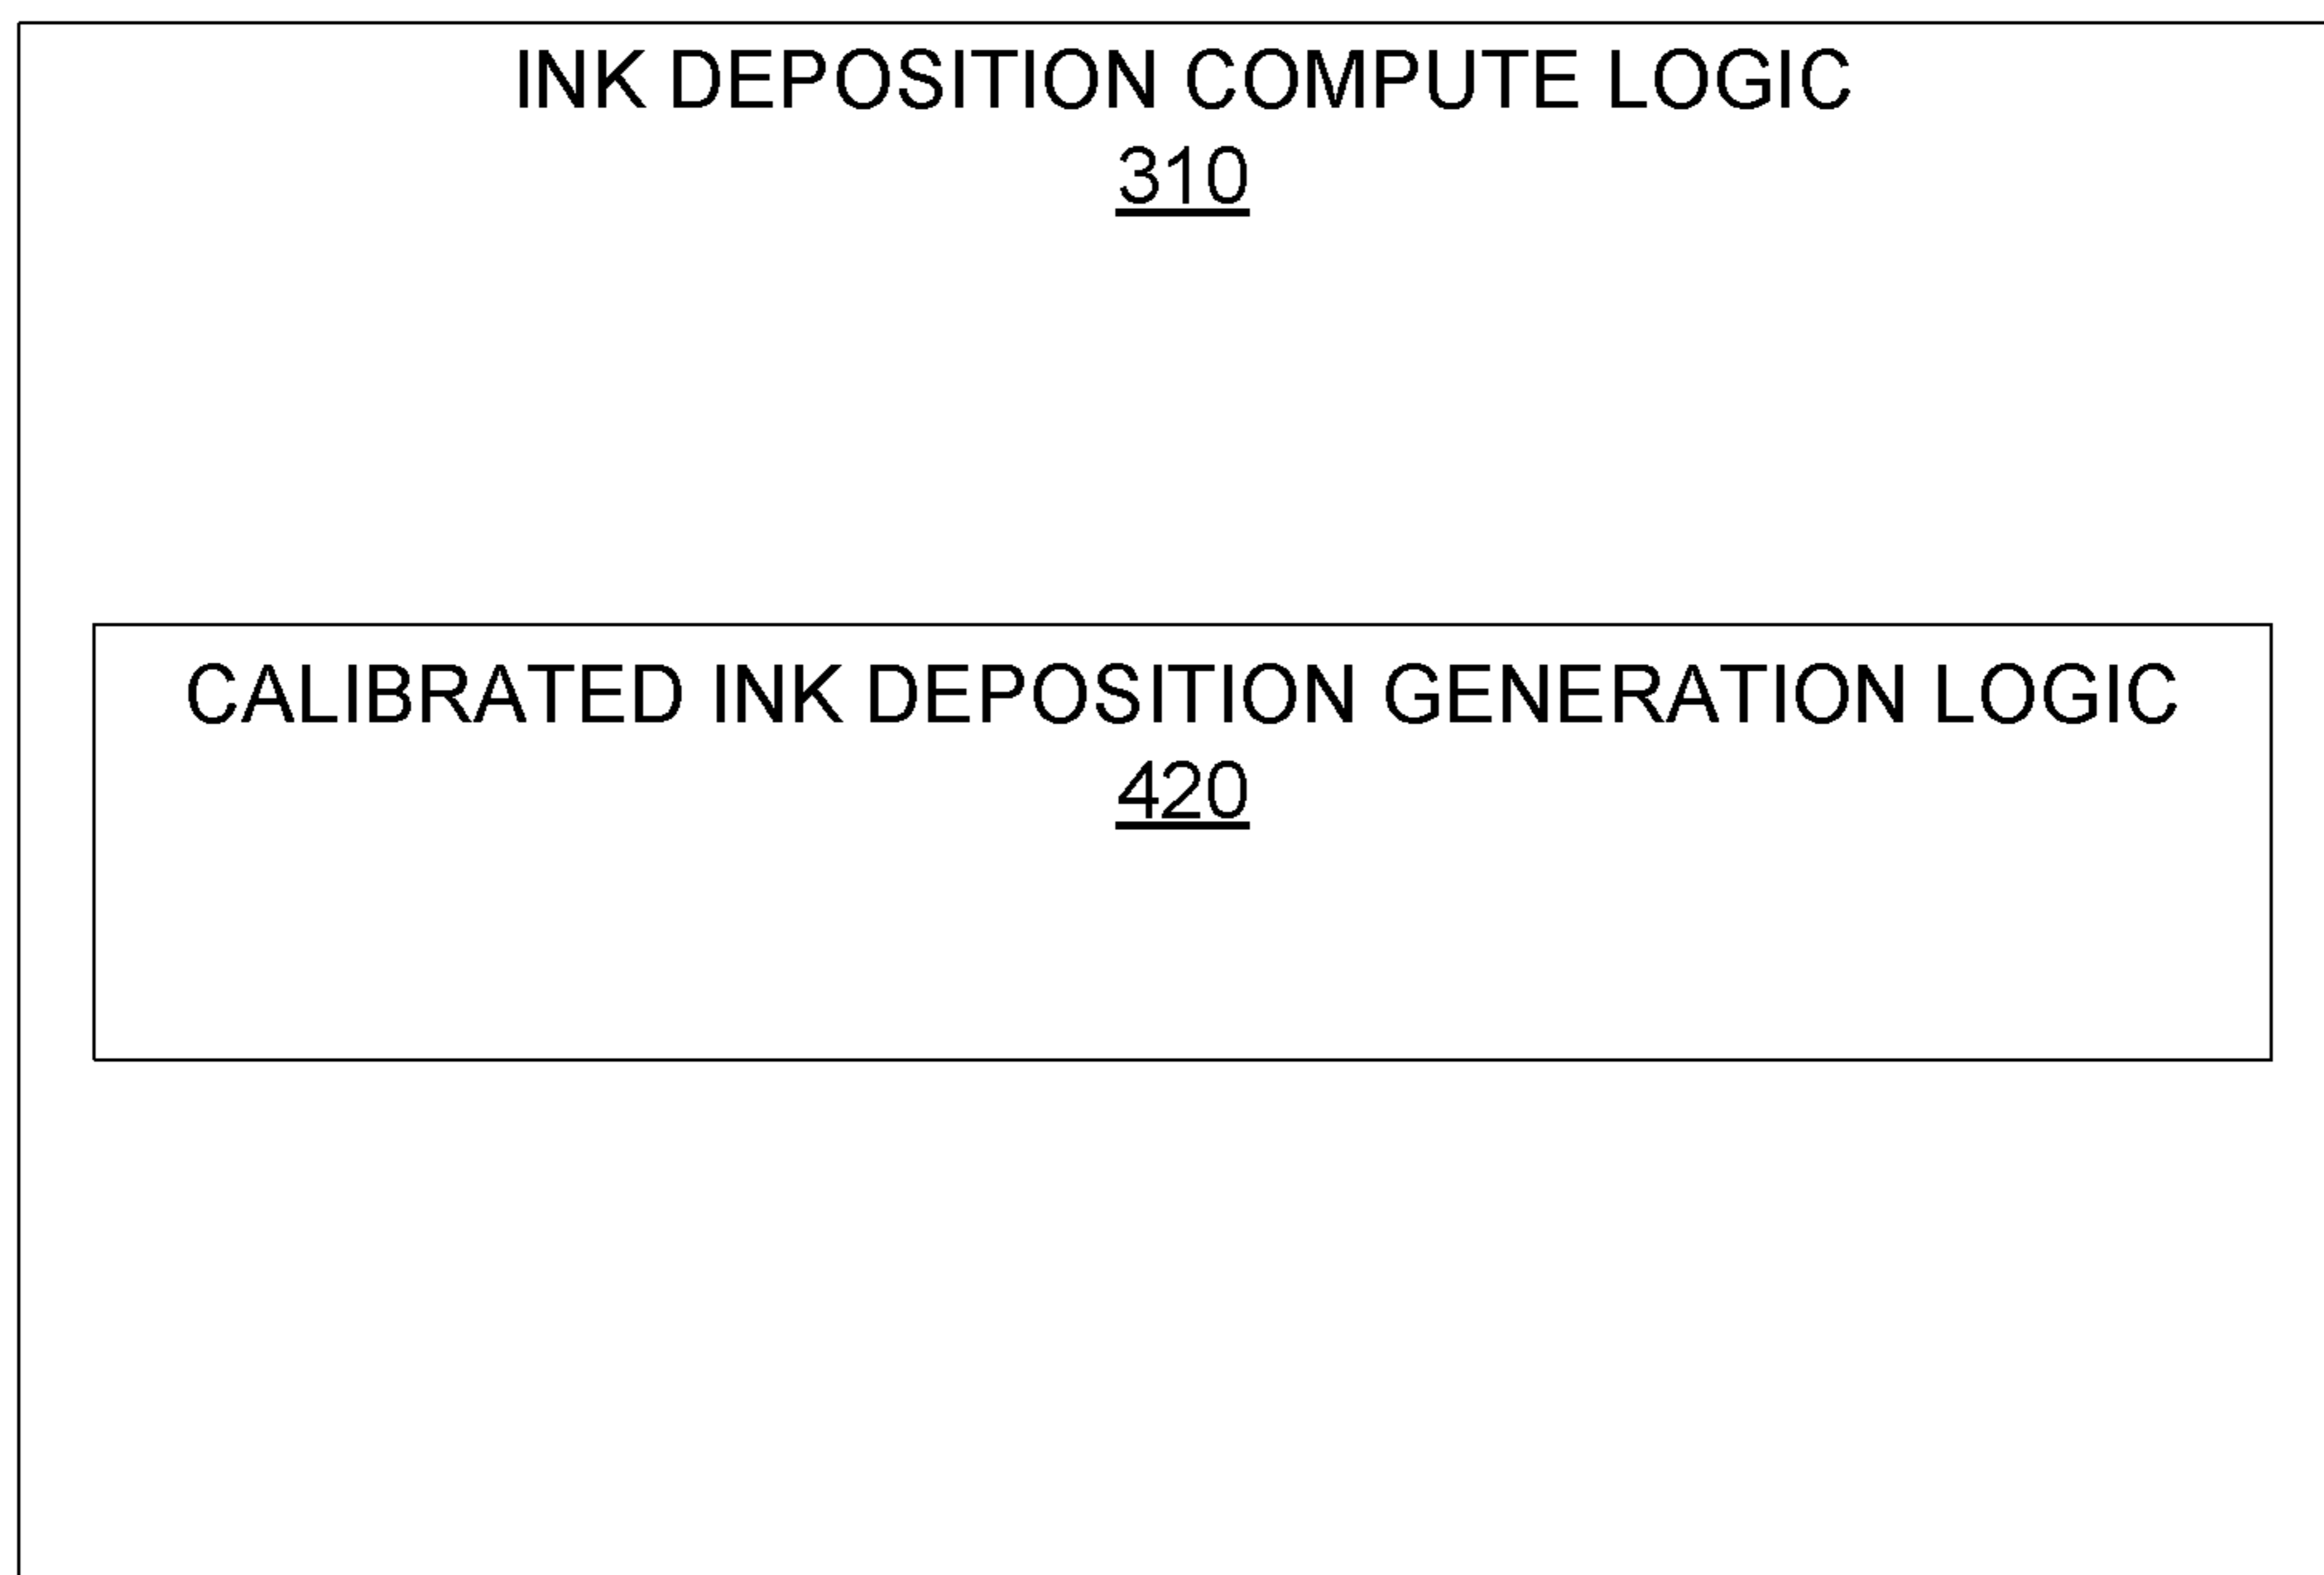 INK DEPOSITION COMPUTE LOGIC
310
CALIBRATED INK DEPOSITION GENERATION LOGIC
420